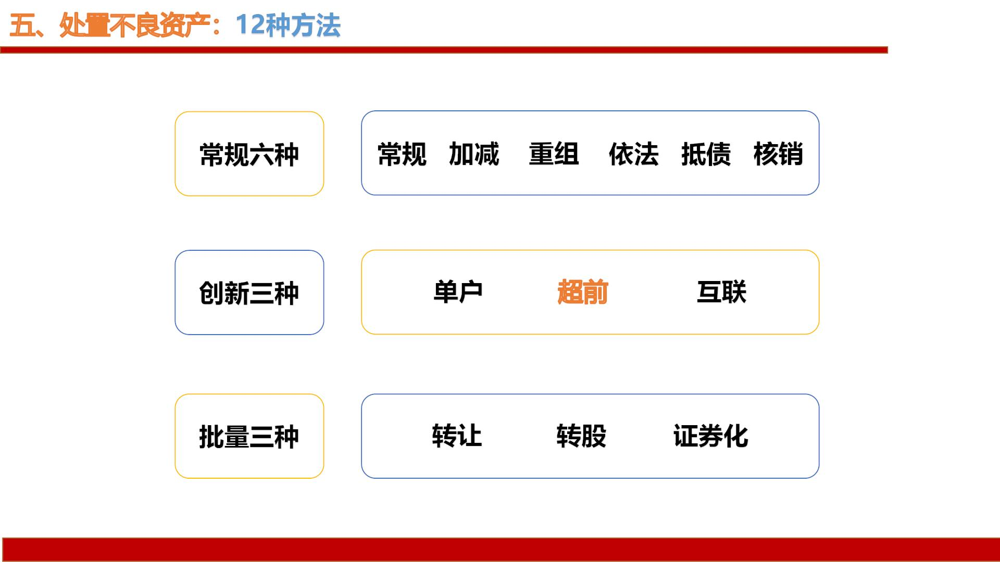 五、处置不良资产：12种方法
常规六种
常规 加减 重组 依法 抵债 核销
创新三种
单户 超前 互联
批量三种
转让 转股 证券化